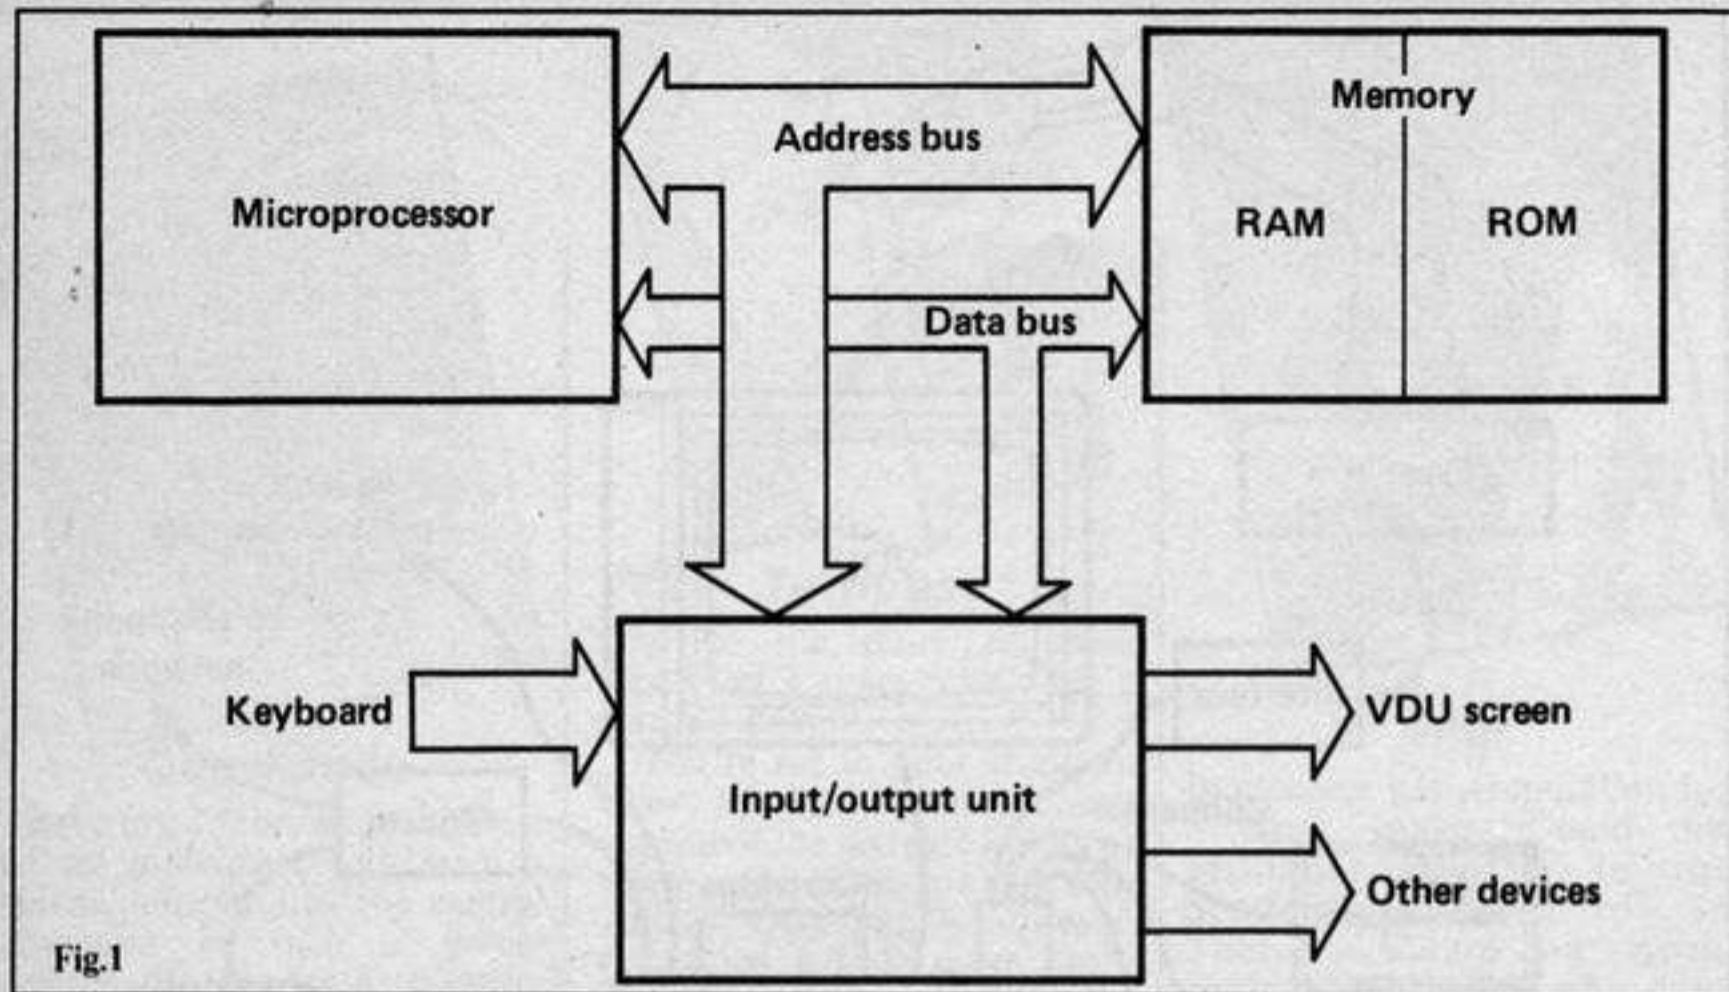 Microprocessor
Address bus
Memory
RAM
ROM
Data bus
Keyboard
Input/output unit
VDU screen
Other devices
Fig.1